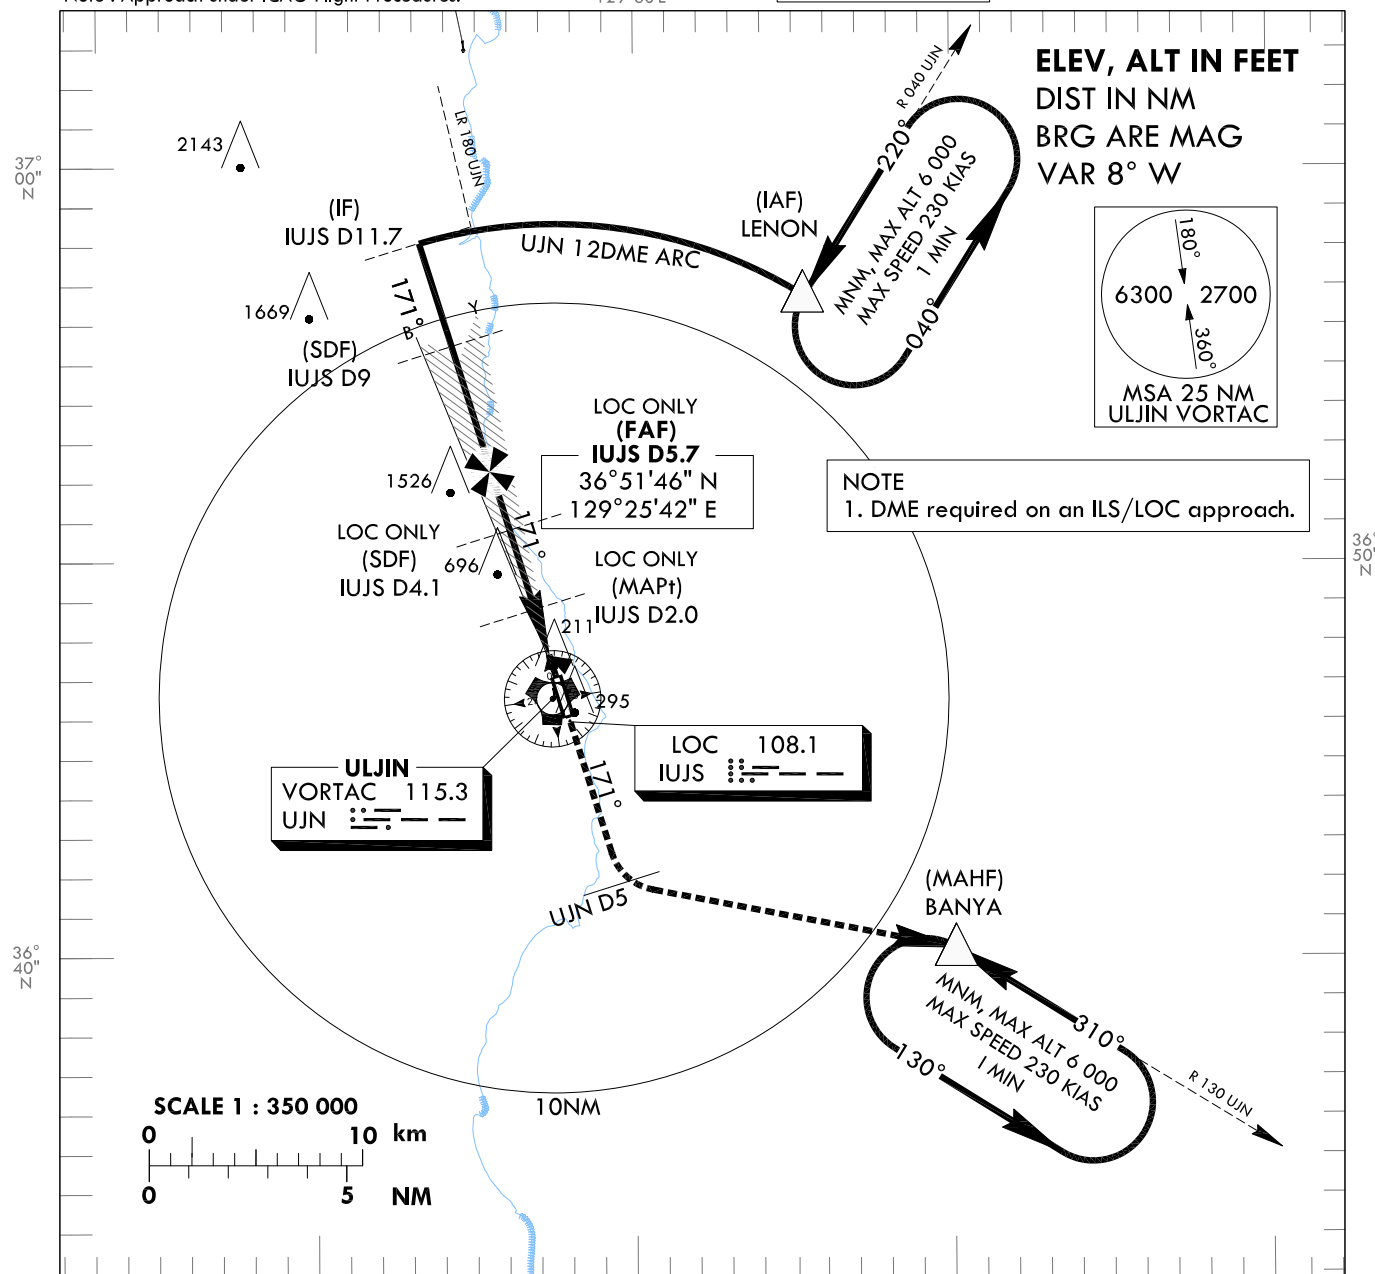 ELEV, ALT IN FEET
DIST IN NM
BRG ARE MAG
VAR 8° W
R 040 UJN
220°
MNM, MAX ALT 6 000
MAX SPEED 230 KIAS
1 MIN
040°
(IAF)
LENON
UJN 12DME ARC
LR 180 UJN
2143
37°
00"
N
(IF)
IUJS D11.7
171°
1669
(SDF)
IUJS D9
180°
6300
2700
360°
MSA 25 NM
ULJIN VORTAC
LOC ONLY
(FAF)
IUJS D5.7
36°51'46" N
129°25'42" E
NOTE
1. DME required on an ILS/LOC approach.
1526
171°
LOC ONLY
(SDF)
IUJS D4.1
696
LOC ONLY
(MAPt)
IUJS D2.0
36°
50"
N
211
295
LOC 108.1
IUJS
ULJIN
VORTAC 115.3
UJN
171°
UJN D5
(MAHF)
BANYA
36°
40"
N
MNM, MAX ALT 6 000
MAX SPEED 230 KIAS
1 MIN
310°
130°
R 130 UJN
10NM
SCALE 1 : 350 000
0 10 km
0 5 NM